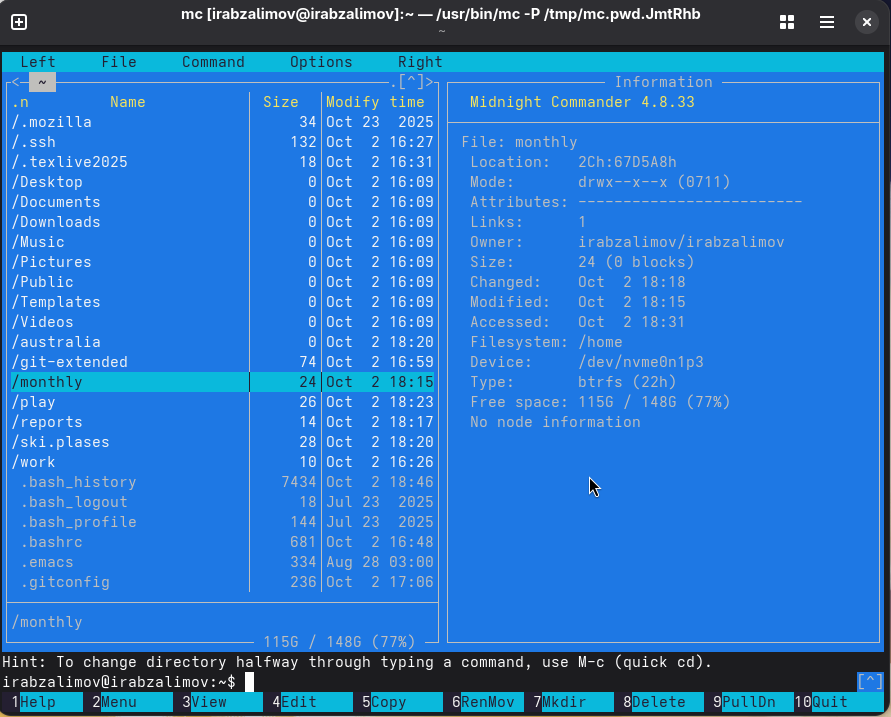 mc [irabzalimov@irabzalimov]:~ — /usr/bin/mc -P /tmp/mc.pwd.JmtRhb
~
Left File Command Options Right
<─ ~ .[^]>
.n Name Size Modify time
/.mozilla 34 Oct 23 2025
/.ssh 132 Oct 2 16:27
/.texlive2025 18 Oct 2 16:31
/Desktop 0 Oct 2 16:09
/Documents 0 Oct 2 16:09
/Downloads 0 Oct 2 16:09
/Music 0 Oct 2 16:09
/Pictures 0 Oct 2 16:09
/Public 0 Oct 2 16:09
/Templates 0 Oct 2 16:09
/Videos 0 Oct 2 16:09
/australia 0 Oct 2 18:20
/git-extended 74 Oct 2 16:59
/monthly 24 Oct 2 18:15
/play 26 Oct 2 18:23
/reports 14 Oct 2 18:17
/ski.plases 28 Oct 2 18:20
/work 10 Oct 2 16:26
.bash_history 7434 Oct 2 18:46
.bash_logout 18 Jul 23 2025
.bash_profile 144 Jul 23 2025
.bashrc 681 Oct 2 16:48
.emacs 334 Aug 28 03:00
.gitconfig 236 Oct 2 17:06
/monthly
115G / 148G (77%)
Information
Midnight Commander 4.8.33
File: monthly
Location: 2Ch:67D5A8h
Mode: drwx--x--x (0711)
Attributes: -------------------------
Links: 1
Owner: irabzalimov/irabzalimov
Size: 24 (0 blocks)
Changed: Oct 2 18:18
Modified: Oct 2 18:15
Accessed: Oct 2 18:31
Filesystem: /home
Device: /dev/nvme0n1p3
Type: btrfs (22h)
Free space: 115G / 148G (77%)
No node information
Hint: To change directory halfway through typing a command, use M-c (quick cd).
irabzalimov@irabzalimov:~$ [^]
1Help 2Menu 3View 4Edit 5Copy 6RenMov 7Mkdir 8Delete 9PullDn 10Quit